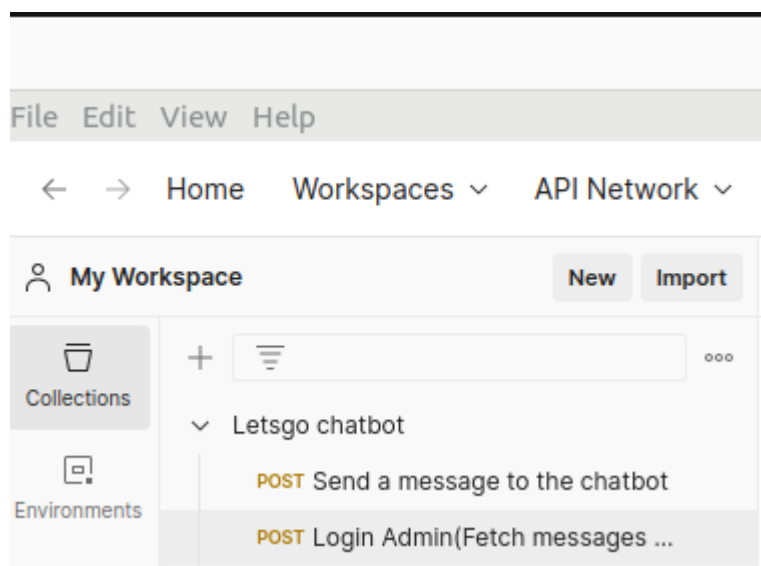 File Edit View Help
Home Workspaces API Network
My Workspace New Import
Collections
Letsgo chatbot
POST Send a message to the chatbot
Environments
POST Login Admin(Fetch messages ...